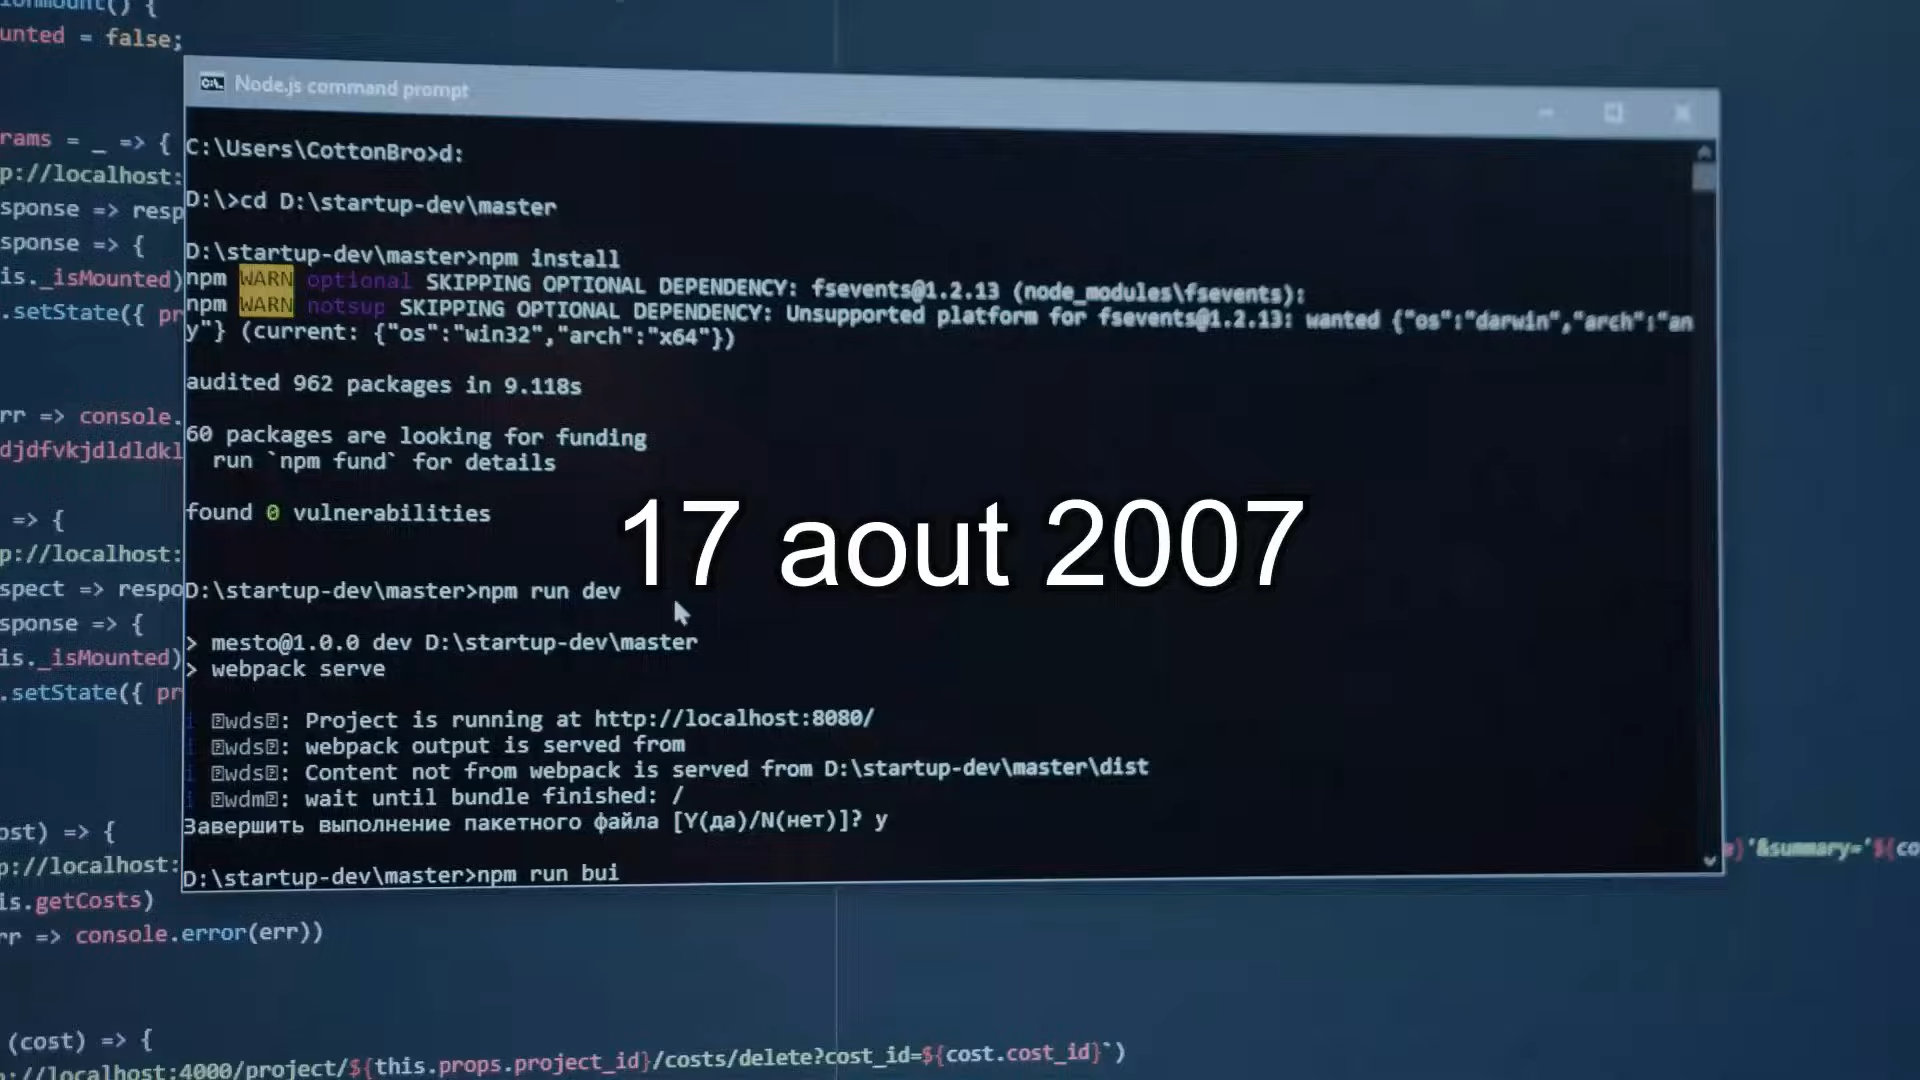 unted = false;
Node.js command prompt
C:\Users\CottonBro>d:
rams = _ => {
p://localhost:
D:\>cd D:\startup-dev\master
sponse => resp
sponse => {
D:\startup-dev\master>npm install
is._isMounted)
npm WARN optional SKIPPING OPTIONAL DEPENDENCY: fsevents@1.2.13 (node_modules\fsevents):
.setState({ pr
npm WARN notsup SKIPPING OPTIONAL DEPENDENCY: Unsupported platform for fsevents@1.2.13: wanted {"os":"darwin","arch":"an
y"} (current: {"os":"win32","arch":"x64"})
audited 962 packages in 9.118s
rr => console.
60 packages are looking for funding
djdfvkjdldldkl
run `npm fund` for details
found 0 vulnerabilities
17 aout 2007
=> {
p://localhost:
spect => respo
D:\startup-dev\master>npm run dev
sponse => {
> mesto@1.0.0 dev D:\startup-dev\master
is._isMounted)
> webpack serve
.setState({ pr
i ⍰wds⍰: Project is running at http://localhost:8080/
i ⍰wds⍰: webpack output is served from
i ⍰wds⍰: Content not from webpack is served from D:\startup-dev\master\dist
i ⍰wdm⍰: wait until bundle finished: /
Завершить выполнение пакетного файла [Y(да)/N(нет)]? y
ost) => {
p://localhost:
}'&summary='${co
D:\startup-dev\master>npm run bui
is.getCosts)
rr => console.error(err))
(cost) => {
://localhost:4000/project/${this.props.project_id}/costs/delete?cost_id=${cost.cost_id}`)